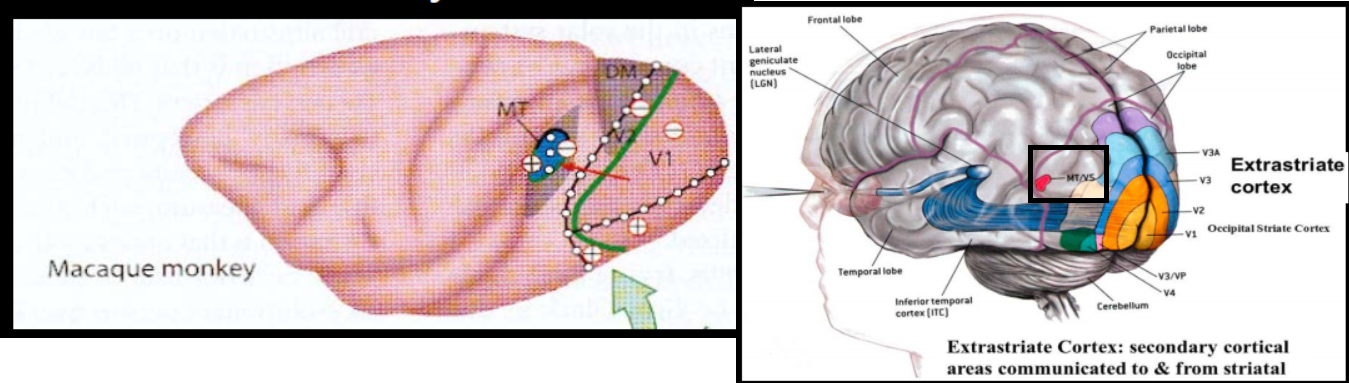 DM
MT
V2
V1
Macaque monkey
Frontal lobe
Parietal lobe
Lateral
geniculate
nucleus
(LGN)
Occipital
lobe
MT/V5
V3A
V3
V2
V1
Extrastriate
cortex
Occipital Striate Cortex
Temporal lobe
Inferior temporal
cortex (ITC)
V3/VP
V4
Cerebellum
Extrastriate Cortex: secondary cortical
areas communicated to & from striatal